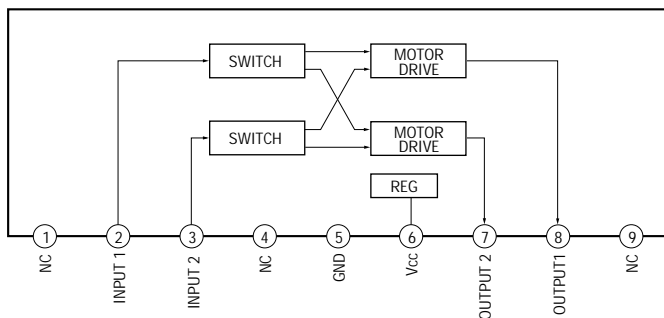 SWITCH
MOTOR
DRIVE
SWITCH
MOTOR
DRIVE
REG
1
2
3
4
5
6
7
8
9
NC
INPUT 1
INPUT 2
NC
GND
Vcc
OUTPUT 2
OUTPUT1
NC